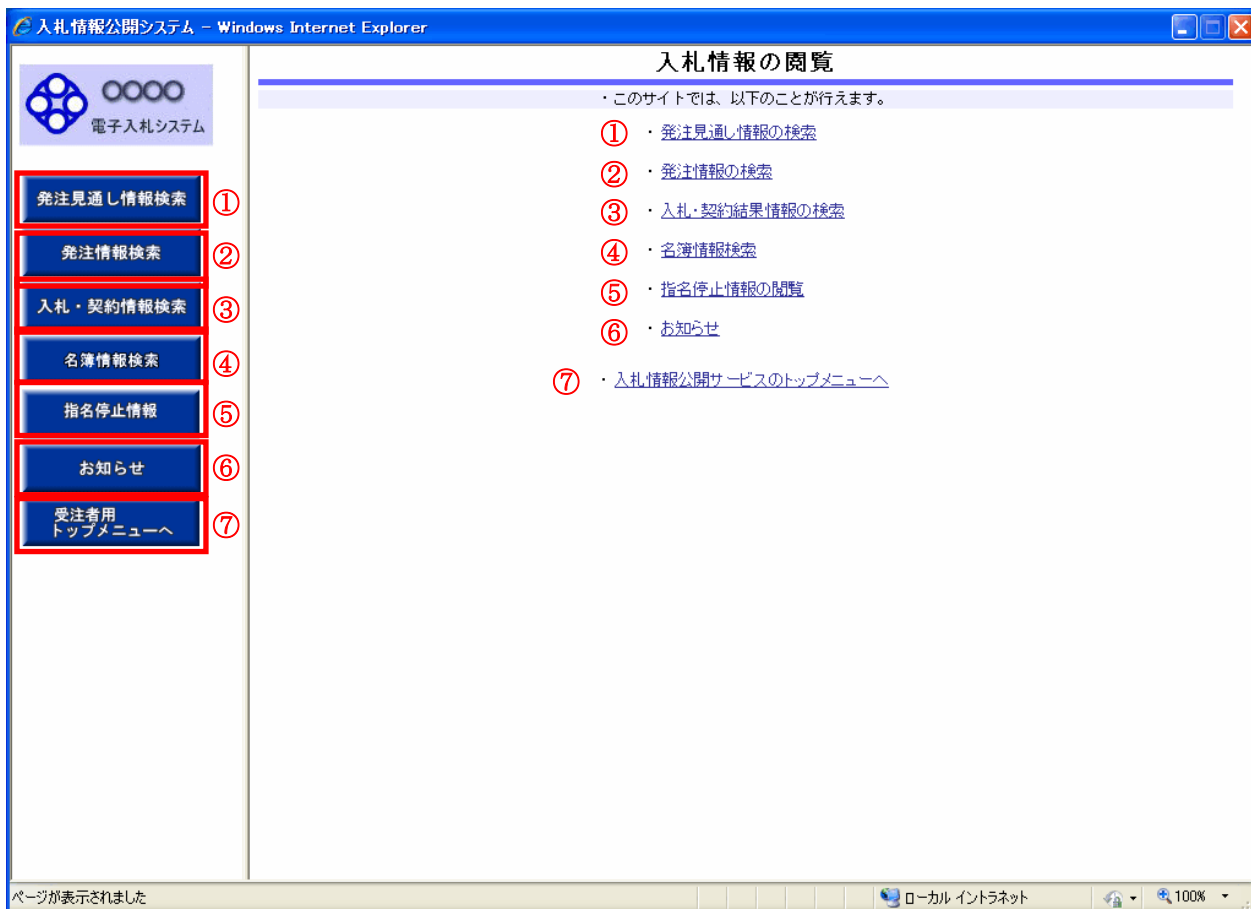 入札情報公開システム - Windows Internet Explorer
〇〇〇〇
電子入札システム
発注見通し情報検索 ①
発注情報検索 ②
入札・契約情報検索 ③
名簿情報検索 ④
指名停止情報 ⑤
お知らせ ⑥
受注者用
トップメニューへ ⑦
入札情報の閲覧
・このサイトでは、以下のことが行えます。
① ・発注見通し情報の検索
② ・発注情報の検索
③ ・入札・契約結果情報の検索
④ ・名簿情報検索
⑤ ・指名停止情報の閲覧
⑥ ・お知らせ
⑦ ・入札情報公開サービスのトップメニューへ
ページが表示されました
ローカル イントラネット
100%